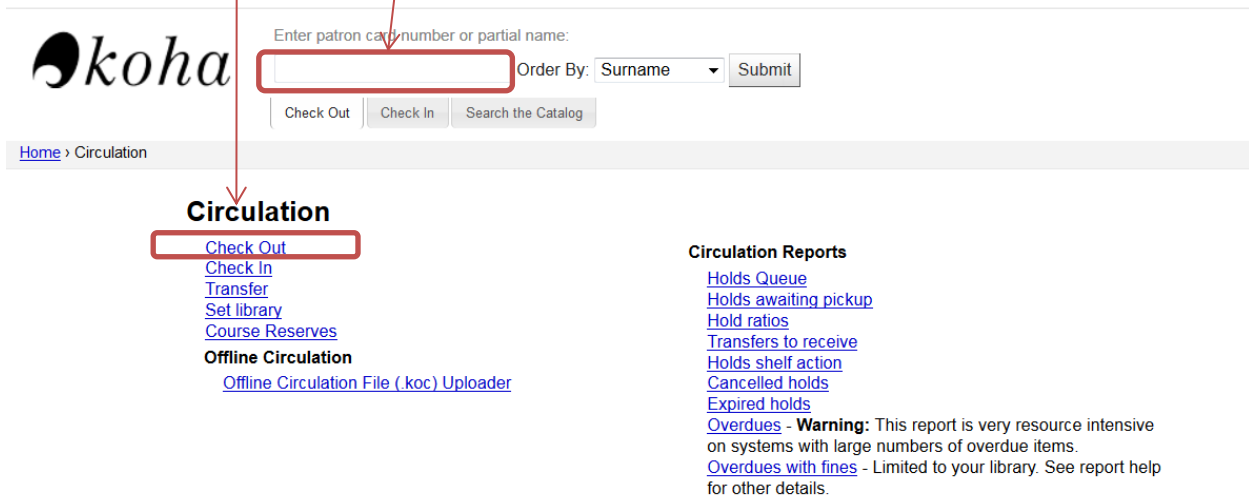 koha
Enter patron card number or partial name:
Order By: Surname Submit
Check Out Check In Search the Catalog
Home › Circulation
Circulation
Check Out
Check In
Transfer
Set library
Course Reserves
Offline Circulation
Offline Circulation File (.koc) Uploader
Circulation Reports
Holds Queue
Holds awaiting pickup
Hold ratios
Transfers to receive
Holds shelf action
Cancelled holds
Expired holds
Overdues - Warning: This report is very resource intensive
on systems with large numbers of overdue items.
Overdues with fines - Limited to your library. See report help
for other details.